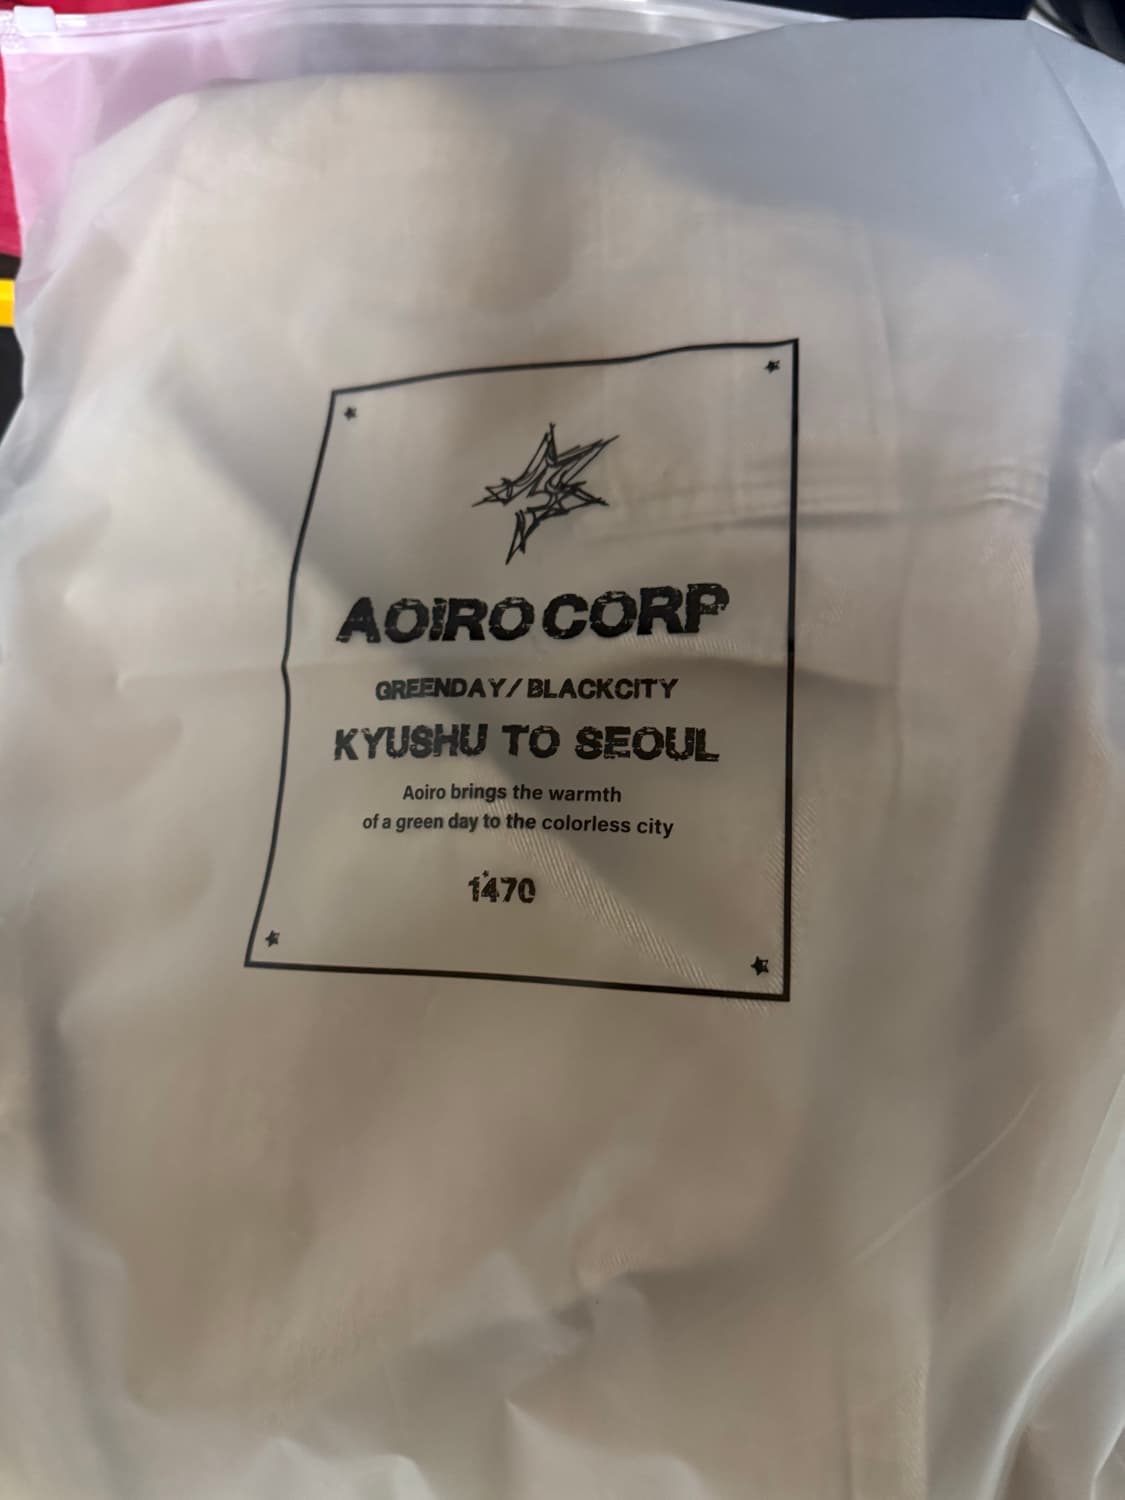 AOIRO CORP
GREENDAY/BLACKCITY
KYUSHU TO SEOUL
Aoiro brings the warmth
of a green day to the colorless city
1470